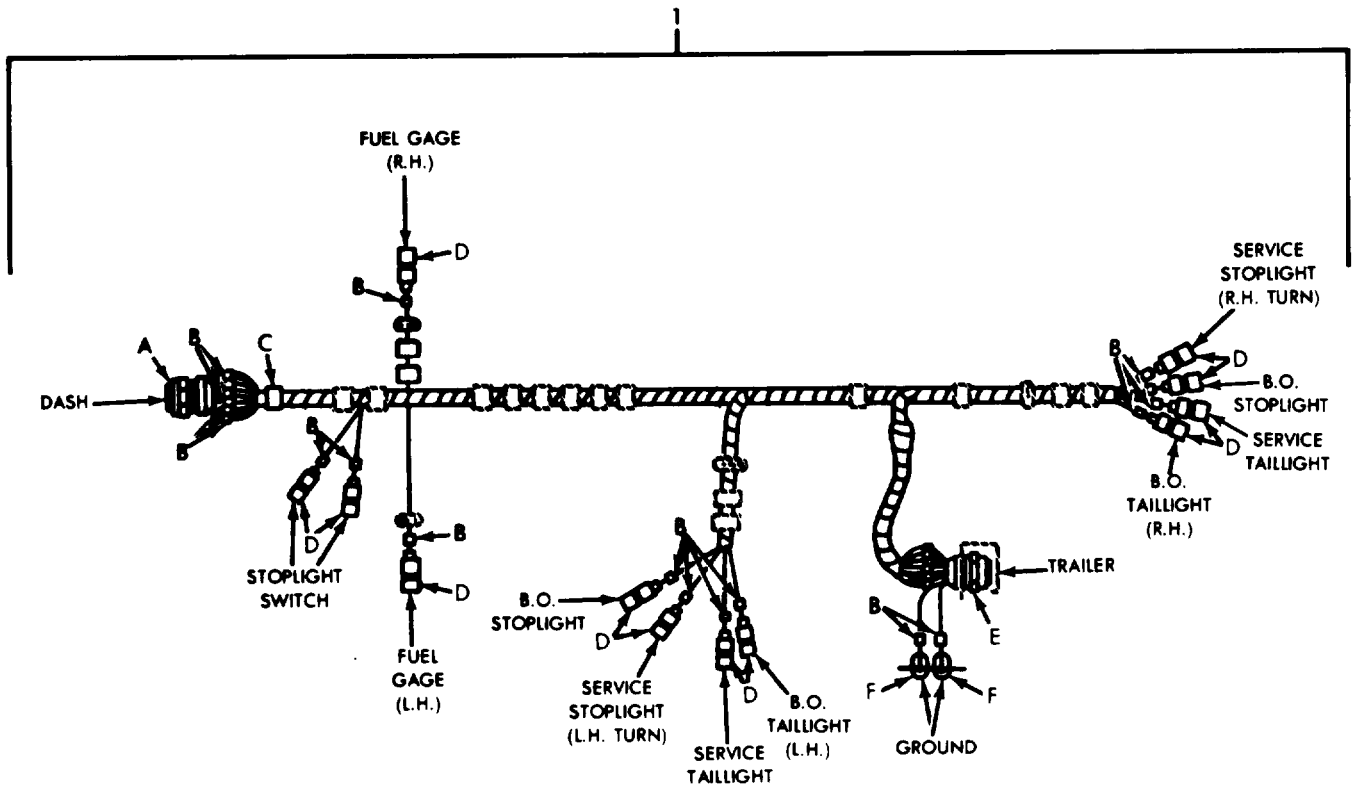 1
FUEL GAGE
(R.H.)
D
B
SERVICE
STOPLIGHT
(R.H. TURN)
A
B
C
B
D
DASH
B.O.
STOPLIGHT
B
B
D
SERVICE
TAILLIGHT
B.O.
TAILLIGHT
(R.H.)
D
B
B
STOPLIGHT
SWITCH
D
TRAILER
B.O.
STOPLIGHT
D
B
E
FUEL
GAGE
(L.H.)
SERVICE
STOPLIGHT
(L.H. TURN)
D
B.O.
TAILLIGHT
(L.H.)
F
F
SERVICE
TAILLIGHT
GROUND